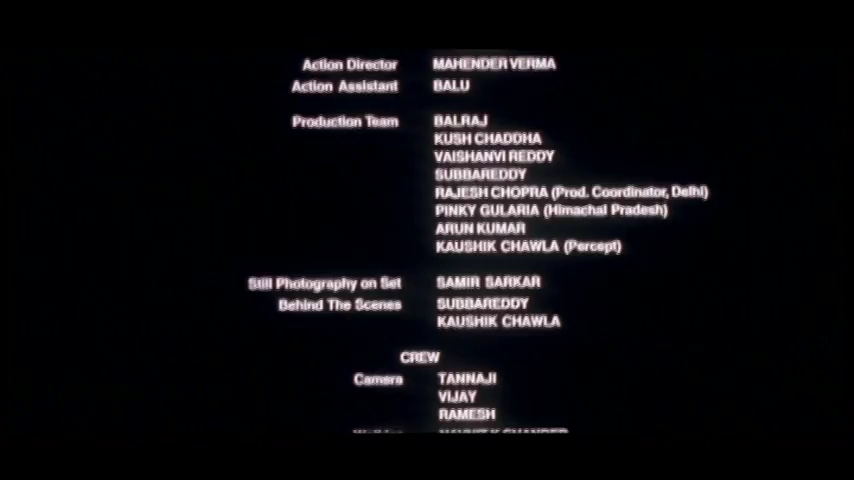 Action Director MAHENDER VERMA
Action Assistant BALU
Production Team BALRAJ
KUSH CHADDHA
VAISHANVI REDDY
SUBBAREDDY
RAJESH CHOPRA (Prod. Coordinator, Delhi)
PINKY GULARIA (Himachal Pradesh)
ARUN KUMAR
KAUSHIK CHAWLA (Percept)
Still Photography on Set SAMIR SARKAR
Behind The Scenes SUBBAREDDY
KAUSHIK CHAWLA
CREW
Camera TANNAJI
VIJAY
RAMESH